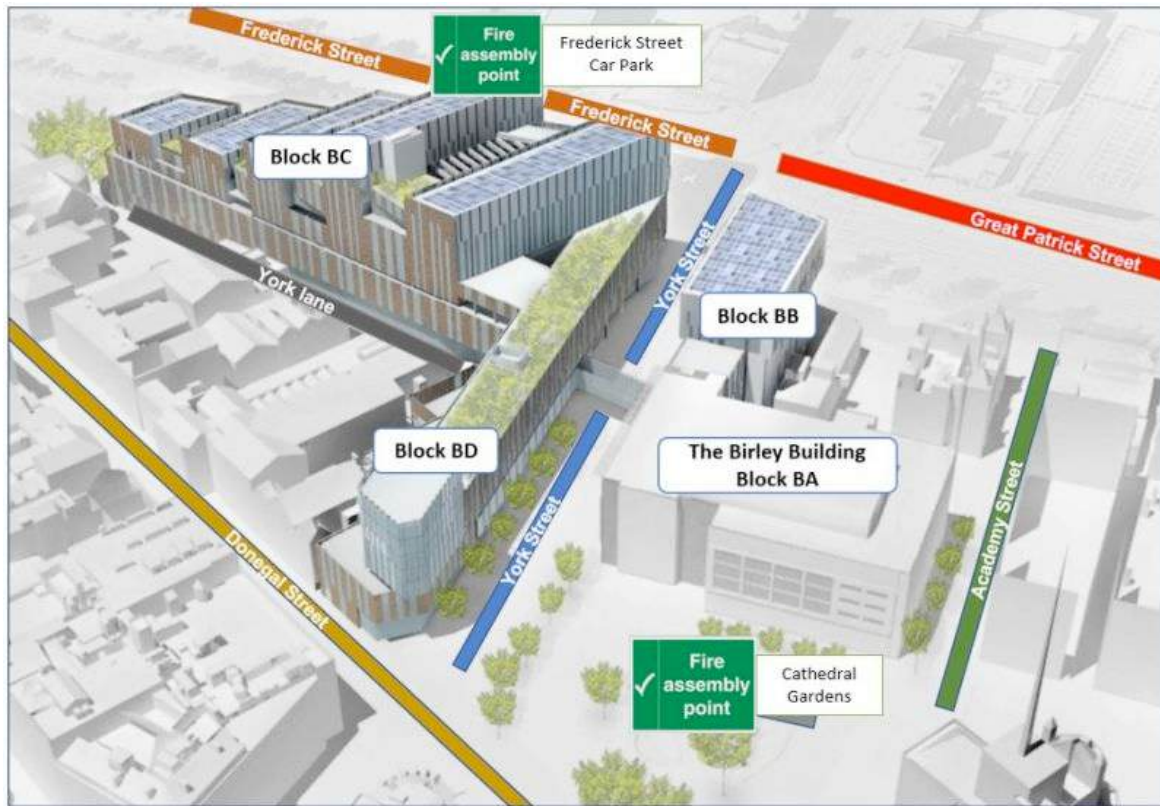 Frederick Street
✓ Fire
assembly
point
Frederick Street
Car Park
Frederick Street
Block BC
Great Patrick Street
York Street
York lane
Block BB
Block BD
The Birley Building
Block BA
Academy Street
York Street
Donegal Street
✓ Fire
assembly
point
Cathedral
Gardens